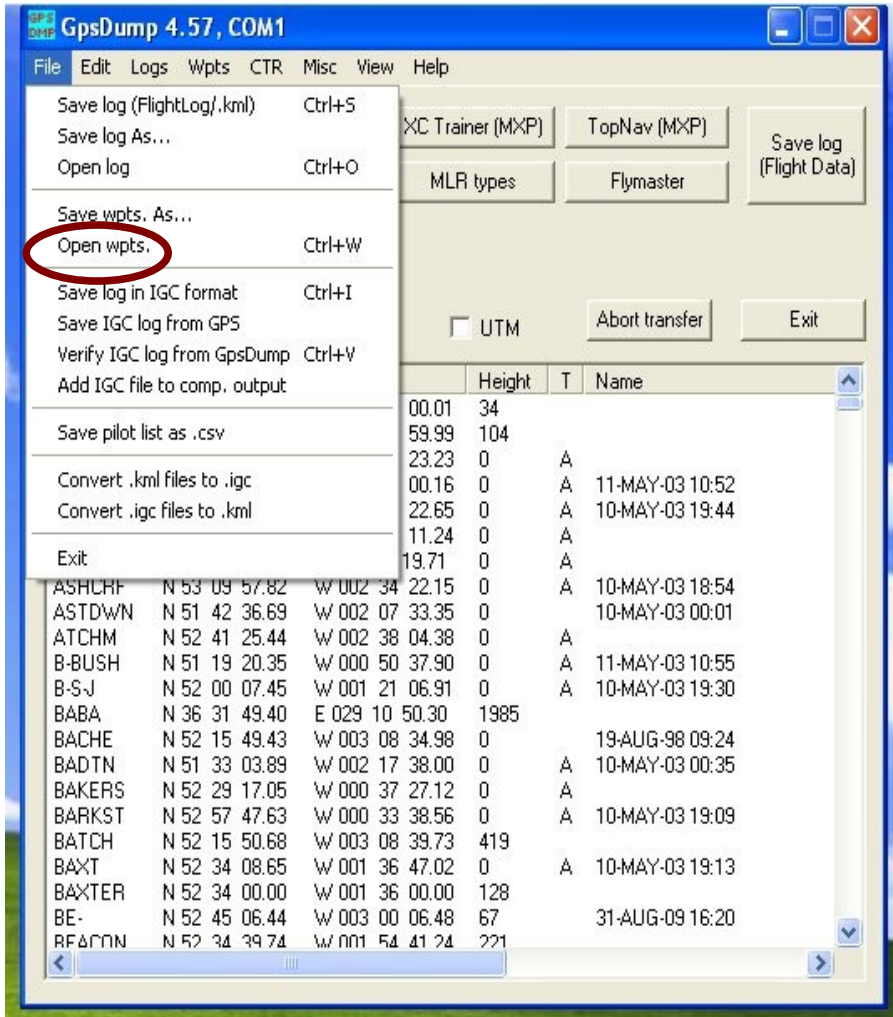 GPS DMP GpsDump 4.57, COM1
File Edit Logs Wpts CTR Misc View Help
Save log (FlightLog/.kml) Ctrl+S
Save log As...
Open log Ctrl+O
Save wpts. As...
Open wpts. Ctrl+W
Save log in IGC format Ctrl+I
Save IGC log from GPS
Verify IGC log from GpsDump Ctrl+V
Add IGC file to comp. output
Save pilot list as .csv
Convert .kml files to .igc
Convert .igc files to .kml
Exit
XC Trainer (MXP) TopNav (MXP) Save log
(Flight Data)
MLR types Flymaster
UTM Abort transfer Exit
Height T Name
00.01 34
59.99 104
23.23 0 A
00.16 0 A 11-MAY-03 10:52
22.65 0 A 10-MAY-03 19:44
11.24 0 A
19.71 0 A
ASHCRF N 53 09 57.82 W 002 34 22.15 0 A 10-MAY-03 18:54
ASTDWN N 51 42 36.69 W 002 07 33.35 0 10-MAY-03 00:01
ATCHM N 52 41 25.44 W 002 38 04.38 0 A
B-BUSH N 51 19 20.35 W 000 50 37.90 0 A 11-MAY-03 10:55
B-S-J N 52 00 07.45 W 001 21 06.91 0 A 10-MAY-03 19:30
BABA N 36 31 49.40 E 029 10 50.30 1985
BACHE N 52 15 49.43 W 003 08 34.98 0 19-AUG-98 09:24
BADTN N 51 33 03.89 W 002 17 38.00 0 A 10-MAY-03 00:35
BAKERS N 52 29 17.05 W 000 37 27.12 0 A
BARKST N 52 57 47.63 W 000 33 38.56 0 A 10-MAY-03 19:09
BATCH N 52 15 50.68 W 003 08 39.73 419
BAXT N 52 34 08.65 W 001 36 47.02 0 A 10-MAY-03 19:13
BAXTER N 52 34 00.00 W 001 36 00.00 128
BE- N 52 45 06.44 W 003 00 06.48 67 31-AUG-09 16:20
BEACON N 52 34 39.74 W 001 54 41.24 221